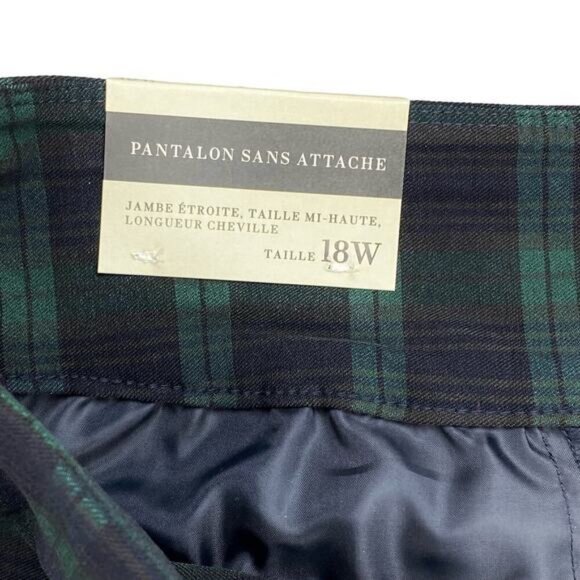 PANTALON SANS ATTACHE
JAMBE ÉTROITE, TAILLE MI-HAUTE,
LONGUEUR CHEVILLE
TAILLE 18W